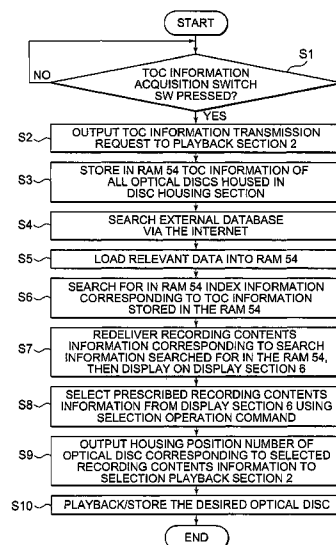 START
S1
NO
TOC INFORMATION
ACQUISITION SWITCH
SW PRESSED?
YES
S2
OUTPUT TOC INFORMATION TRANSMISSION
REQUEST TO PLAYBACK SECTION 2
S3
STORE IN RAM 54 TOC INFORMATION OF
ALL OPTICAL DISCS HOUSED IN
DISC HOUSING SECTION
S4
SEARCH EXTERNAL DATABASE
VIA THE INTERNET
S5
LOAD RELEVANT DATA INTO RAM 54
S6
SEARCH FOR IN RAM 54 INDEX INFORMATION
CORRESPONDING TO TOC INFORMATION
STORED IN THE RAM 54
S7
REDELIVER RECORDING CONTENTS
INFORMATION CORRESPONDING TO SEARCH
INFORMATION SEARCHED FOR IN THE RAM 54,
THEN DISPLAY ON DISPLAY SECTION 6
S8
SELECT PRESCRIBED RECORDING CONTENTS
INFORMATION FROM DISPLAY SECTION 6 USING
SELECTION OPERATION COMMAND
S9
OUTPUT HOUSING POSITION NUMBER OF
OPTICAL DISC CORRESPONDING TO SELECTED
RECORDING CONTENTS INFORMATION TO
SELECTION PLAYBACK SECTION 2
S10
PLAYBACK/STORE THE DESIRED OPTICAL DISC
END